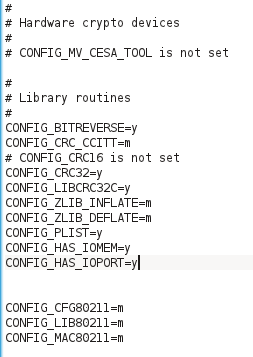 #
# Hardware crypto devices
#
# CONFIG_MV_CESA_TOOL is not set

#
# Library routines
#
CONFIG_BITREVERSE=y
CONFIG_CRC_CCITT=m
# CONFIG_CRC16 is not set
CONFIG_CRC32=y
CONFIG_LIBCRC32C=y
CONFIG_ZLIB_INFLATE=m
CONFIG_ZLIB_DEFLATE=m
CONFIG_PLIST=y
CONFIG_HAS_IOMEM=y
CONFIG_HAS_IOPORT=y

CONFIG_CFG80211=m
CONFIG_LIB80211=m
CONFIG_MAC80211=m